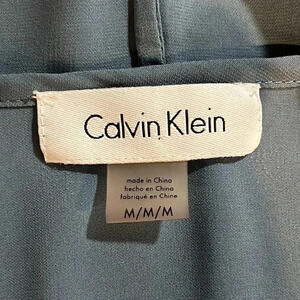 Calvin Klein
made in China
hecho en China
fabriqué en Chine
M/M/M